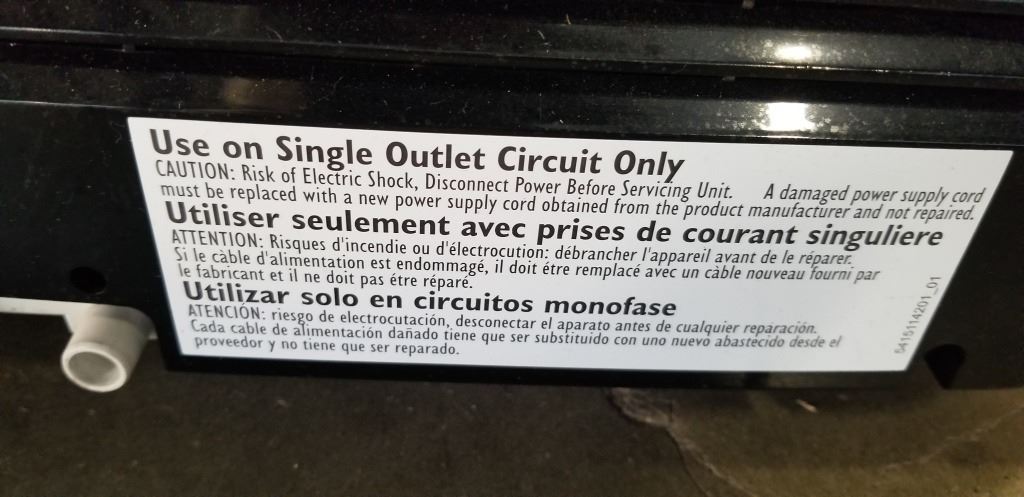 Use on Single Outlet Circuit Only
CAUTION: Risk of Electric Shock, Disconnect Power Before Servicing Unit. A damaged power supply cord
must be replaced with a new power supply cord obtained from the product manufacturer and not repaired.
Utiliser seulement avec prises de courant singuliere
ATTENTION: Risques d'incendie ou d'électrocution: débrancher l'appareil avant de le réparer.
Si le càble d'alimentation est endommagé, il doit étre remplacé avec un càble nouveau fourni par
le fabricant et il ne doit pas étre réparé.
Utilizar solo en circuitos monofase
ATENCIÓN: riesgo de electrocutación, desconectar el aparato antes de cualquier reparación.
Cada cable de alimentación dañado tiene que ser substituido con uno nuevo abastecido desde el
proveedor y no tiene que ser reparado.
5415114201_01